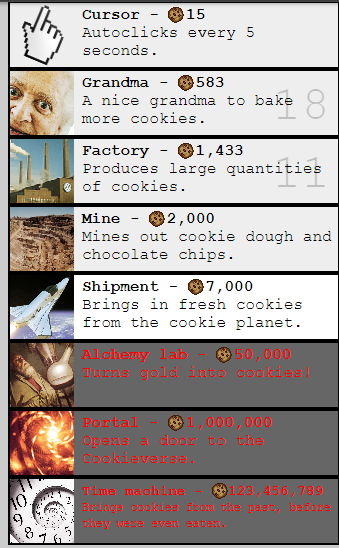 Cursor - 15
Autoclicks every 5
seconds.
Grandma - 583
A nice grandma to bake
more cookies.
18
Factory - 1,433
Produces large quantities
of cookies.
11
Mine - 2,000
Mines out cookie dough and
chocolate chips.
Shipment - 7,000
Brings in fresh cookies
from the cookie planet.
Alchemy lab - 50,000
Turns gold into cookies!
Portal - 1,000,000
Opens a door to the
Cookieverse.
Time machine - 123,456,789
Brings cookies from the past, before
they were even eaten.